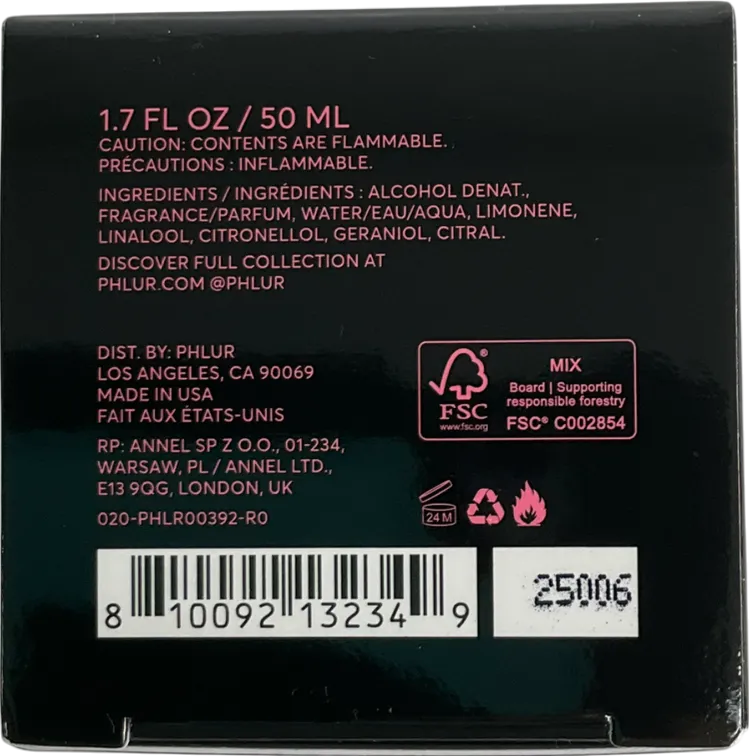 1.7 FL OZ / 50 ML
CAUTION: CONTENTS ARE FLAMMABLE.
PRÉCAUTIONS : INFLAMMABLE.
INGREDIENTS / INGRÉDIENTS : ALCOHOL DENAT.,
FRAGRANCE/PARFUM, WATER/EAU/AQUA, LIMONENE,
LINALOOL, CITRONELLOL, GERANIOL, CITRAL.
DISCOVER FULL COLLECTION AT
PHLUR.COM @PHLUR
DIST. BY: PHLUR
LOS ANGELES, CA 90069
MADE IN USA
FAIT AUX ÉTATS-UNIS
RP: ANNEL SP Z O.O., 01-234,
WARSAW, PL / ANNEL LTD.,
E13 9QG, LONDON, UK
020-PHLR00392-R0
FSC®
www.fsc.org
MIX
Board | Supporting
responsible forestry
FSC® C002854
24 M
8 10092 13234 9
25006